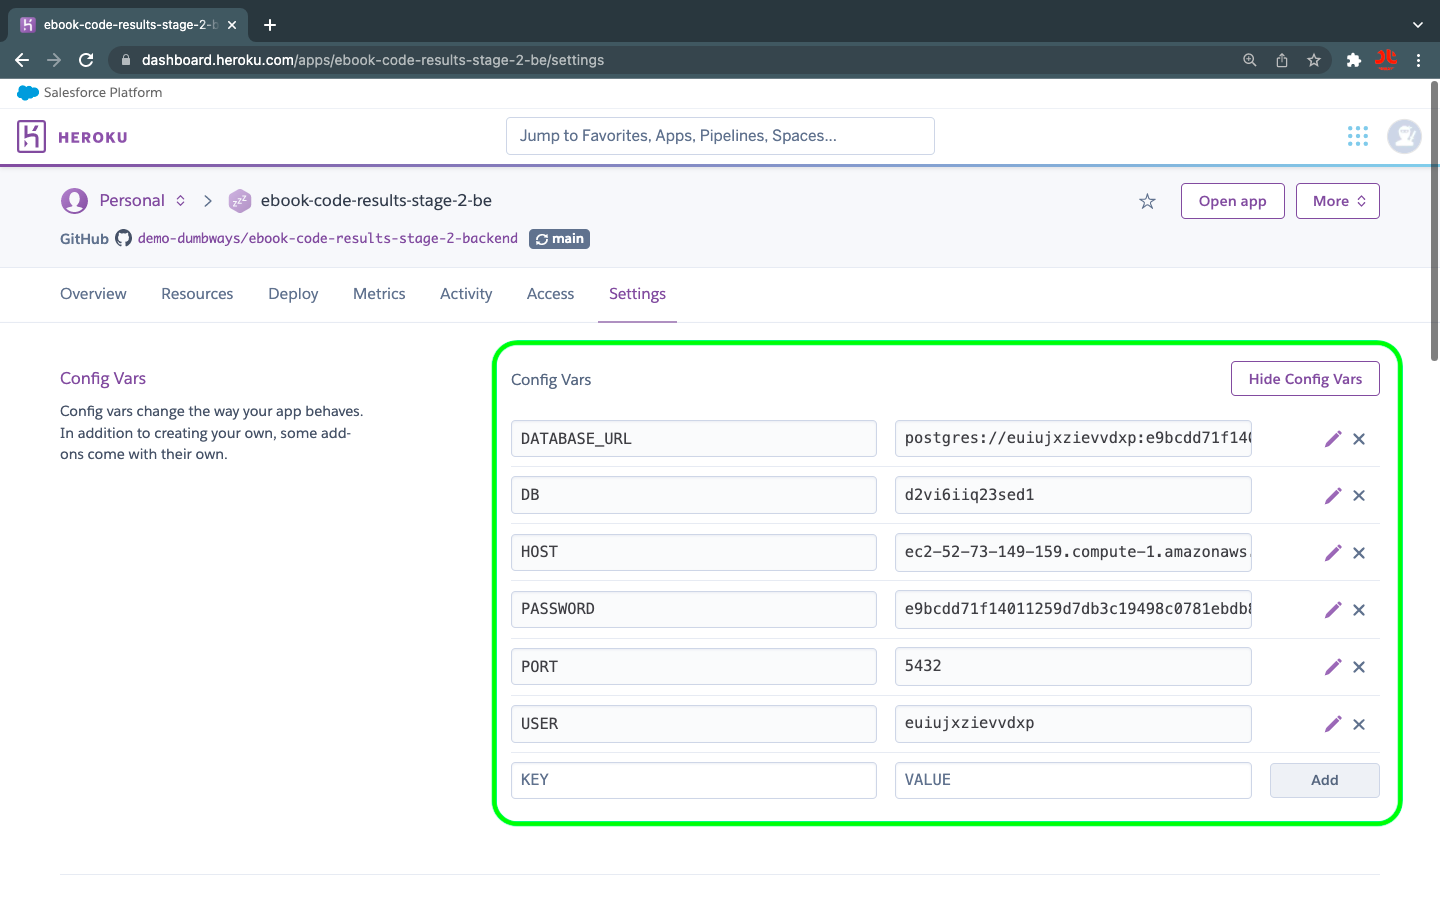 ebook-code-results-stage-2-b
dashboard.heroku.com/apps/ebook-code-results-stage-2-be/settings
Salesforce Platform
HEROKU
Jump to Favorites, Apps, Pipelines, Spaces...
Personal
ebook-code-results-stage-2-be
Open app
More
GitHub demo-dumbways/ebook-code-results-stage-2-backend main
Overview Resources Deploy Metrics Activity Access Settings
Config Vars
Config vars change the way your app behaves.
In addition to creating your own, some add-
ons come with their own.
Config Vars
Hide Config Vars
DATABASE_URL postgres://euiujxzievvdxp:e9bcdd71f140
DB d2vi6iiq23sed1
HOST ec2-52-73-149-159.compute-1.amazonaws.
PASSWORD e9bcdd71f14011259d7db3c19498c0781ebdb8
PORT 5432
USER euiujxzievvdxp
KEY VALUE Add